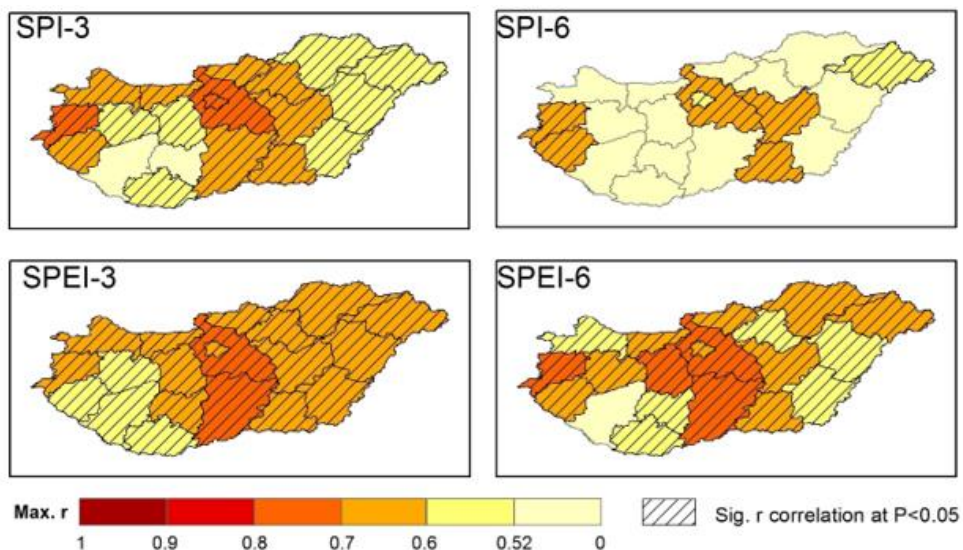 SPI-3
SPI-6
SPEI-3
SPEI-6
Max. r
1 0.9 0.8 0.7 0.6 0.52 0
Sig. r correlation at P<0.05